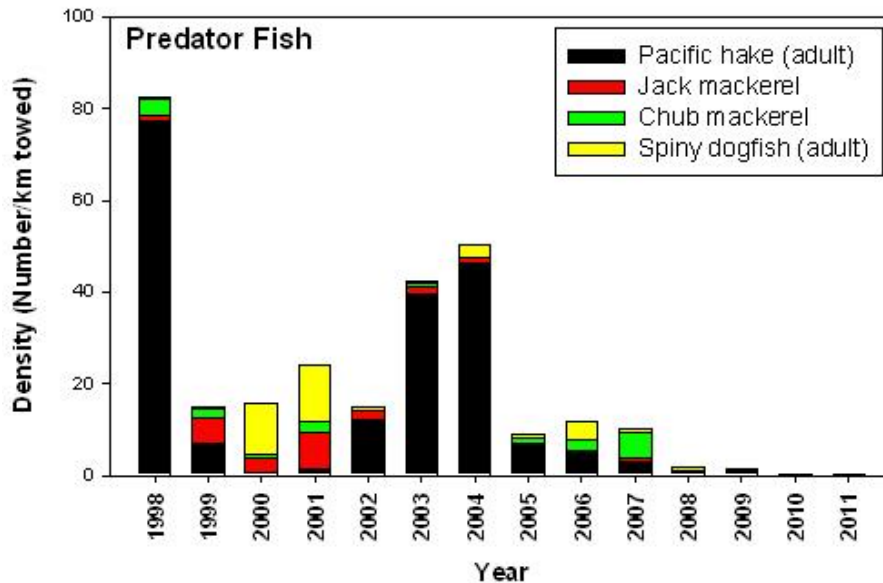 Predator Fish
Pacific hake (adult)
Jack mackerel
Chub mackerel
Spiny dogfish (adult)
Density (Number/km towed)
100
80
60
40
20
0
1998 1999 2000 2001 2002 2003 2004 2005 2006 2007 2008 2009 2010 2011
Year